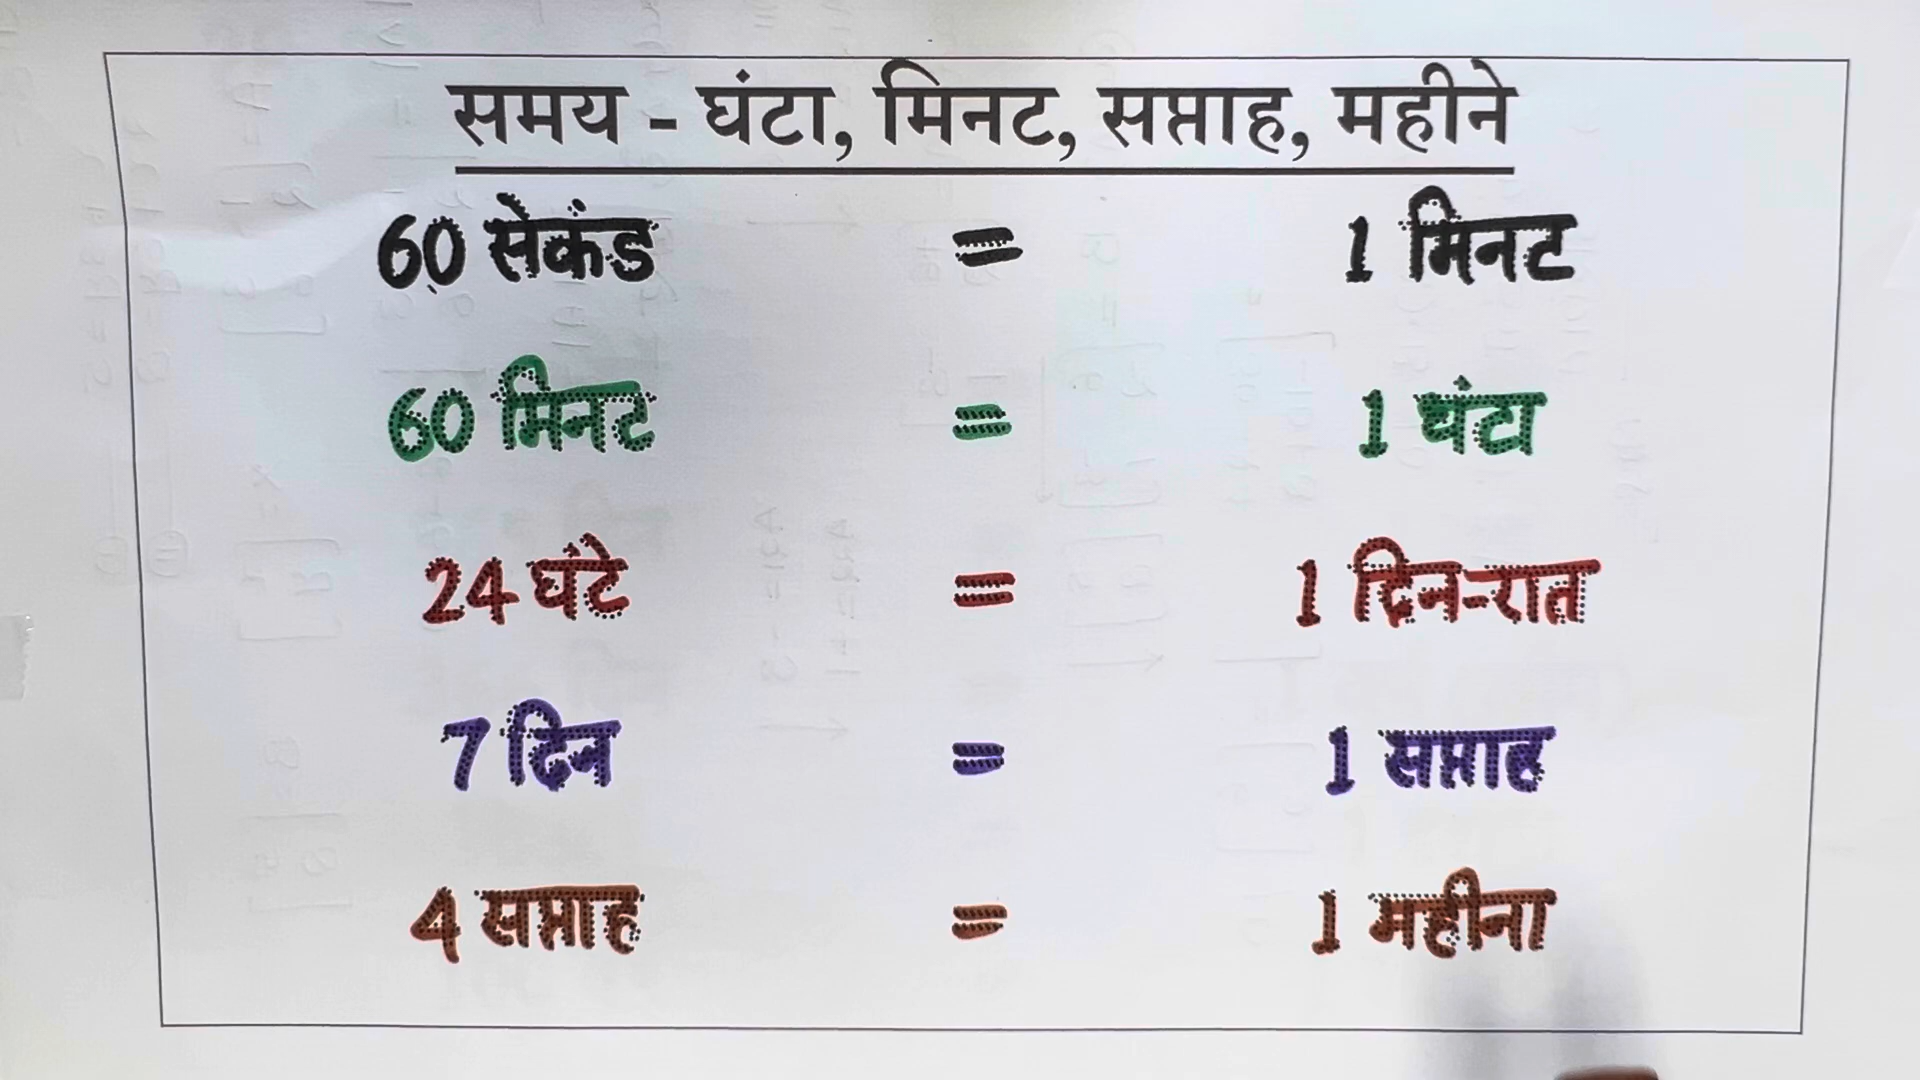 समय - घंटा, मिनट, सप्ताह, महीने
60 सेकंड = 1 मिनट
60 मिनट = 1 घंटा
24 घंटे = 1 दिन-रात
7 दिन = 1 सप्ताह
4 सप्ताह = 1 महीना